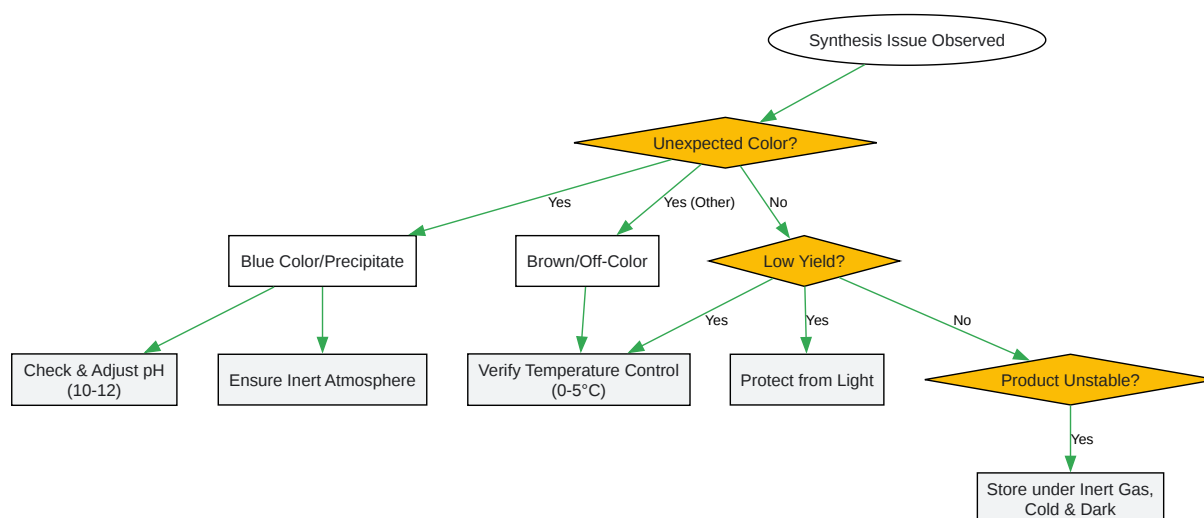 Synthesis Issue Observed
Unexpected Color?
Yes
Yes (Other)
No
Blue Color/Precipitate
Brown/Off-Color
Low Yield?
Yes
Yes
No
Check & Adjust pH
(10-12)
Ensure Inert Atmosphere
Verify Temperature Control
(0-5°C)
Protect from Light
Product Unstable?
Yes
Store under Inert Gas,
Cold & Dark